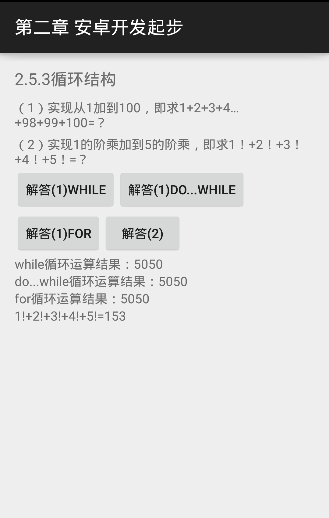 第二章 安卓开发起步
2.5.3循环结构
（1）实现从1加到100，即求1+2+3+4...
+98+99+100=？
（2）实现1的阶乘加到5的阶乘，即求1！+2！+3！
+4！+5！=？
解答(1)WHILE 解答(1)DO...WHILE
解答(1)FOR 解答(2)
while循环运算结果：5050
do...while循环运算结果：5050
for循环运算结果：5050
1!+2!+3!+4!+5!=153